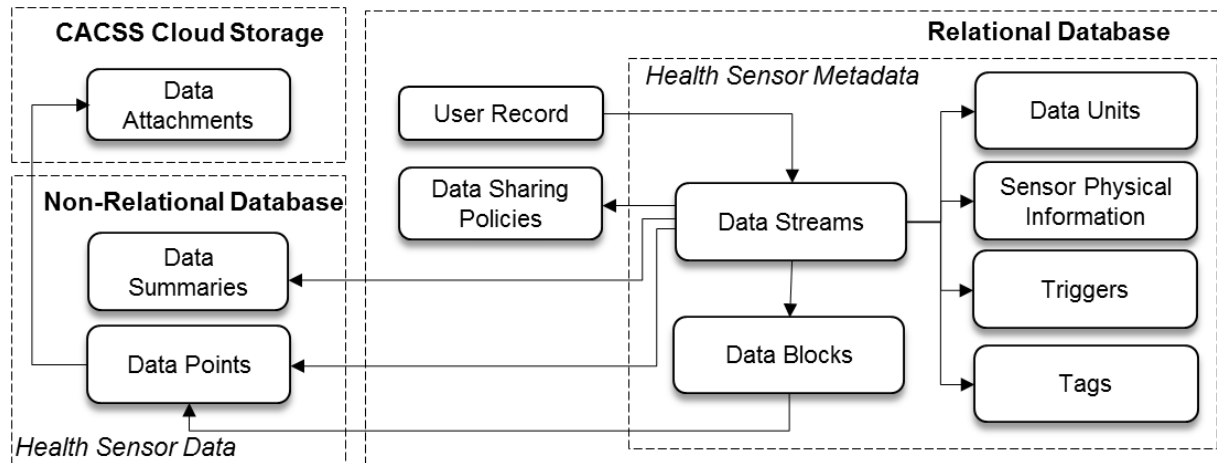 CACSS Cloud Storage
Data
Attachments
Non-Relational Database
Data
Summaries
Data Points
Health Sensor Data
Relational Database
User Record
Data Sharing
Policies
Health Sensor Metadata
Data Streams
Data Blocks
Data Units
Sensor Physical
Information
Triggers
Tags